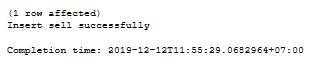 (1 row affected)
Insert sell successfully
Completion time: 2019-12-12T11:55:29.0682964+07:00